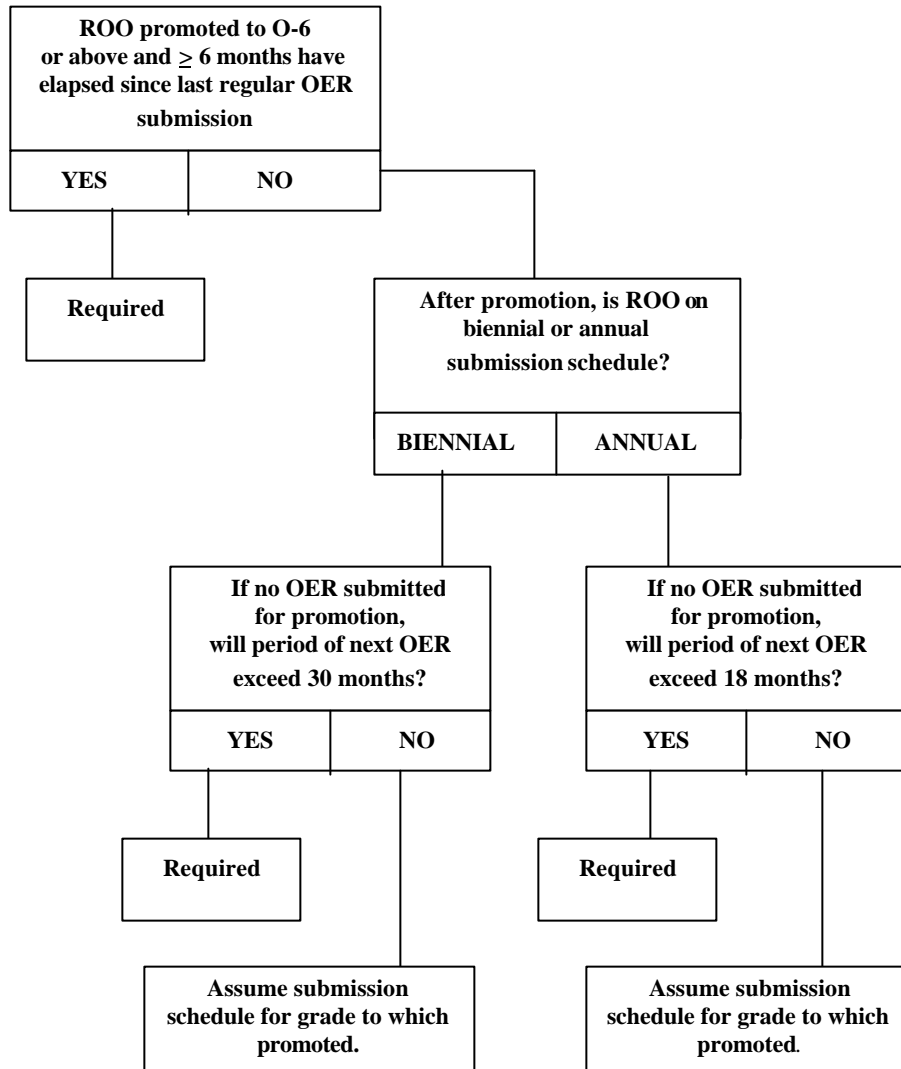 ROO promoted to O-6
or above and ≥ 6 months have
elapsed since last regular OER
submission
YES NO
Required
After promotion, is ROO on
biennial or annual
submission schedule?
BIENNIAL ANNUAL
If no OER submitted
for promotion,
will period of next OER
exceed 30 months?
YES NO
If no OER submitted
for promotion,
will period of next OER
exceed 18 months?
YES NO
Required
Required
Assume submission
schedule for grade to which
promoted.
Assume submission
schedule for grade to which
promoted.